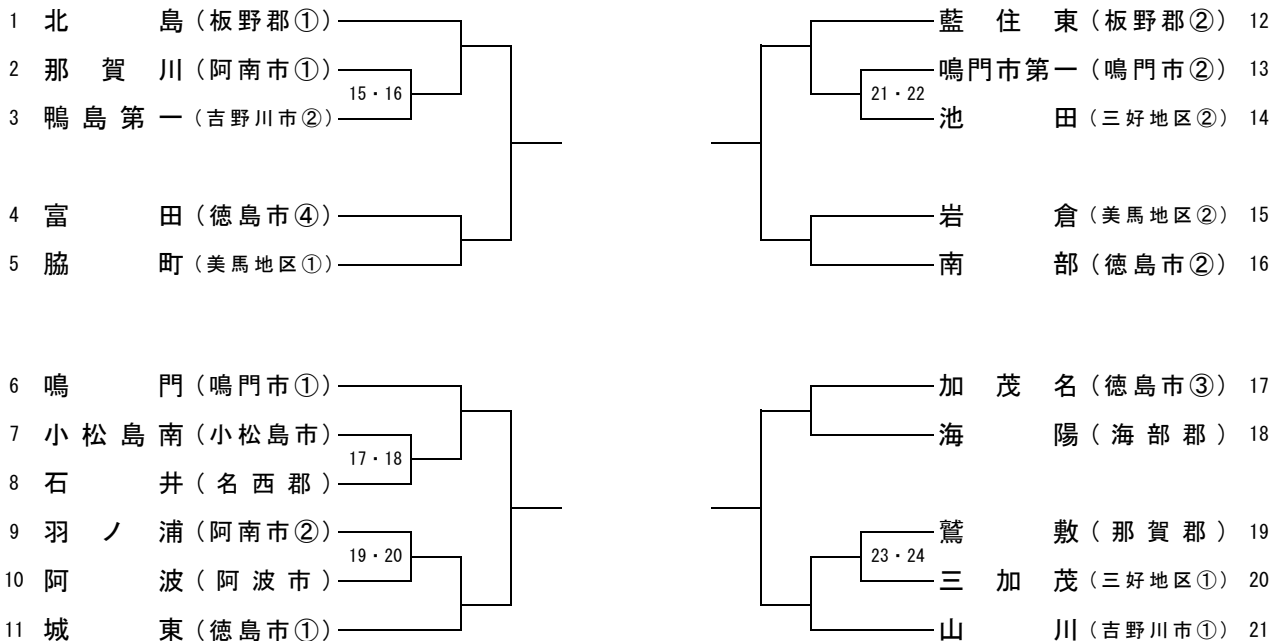 1 北島（板野郡①）
2 那賀川（阿南市①）
15・16
3 鴨島第一（吉野川市②）
4 富田（徳島市④）
5 脇町（美馬地区①）
6 鳴門（鳴門市①）
7 小松島南（小松島市）
17・18
8 石井（名西郡）
9 羽ノ浦（阿南市②）
19・20
10 阿波（阿波市）
11 城東（徳島市①）
藍住東（板野郡②） 12
鳴門市第一（鳴門市②） 13
21・22
池田（三好地区②） 14
岩倉（美馬地区②） 15
南部（徳島市②） 16
加茂名（徳島市③） 17
海陽（海部郡） 18
鷲敷（那賀郡） 19
23・24
三加茂（三好地区①） 20
山川（吉野川市①） 21